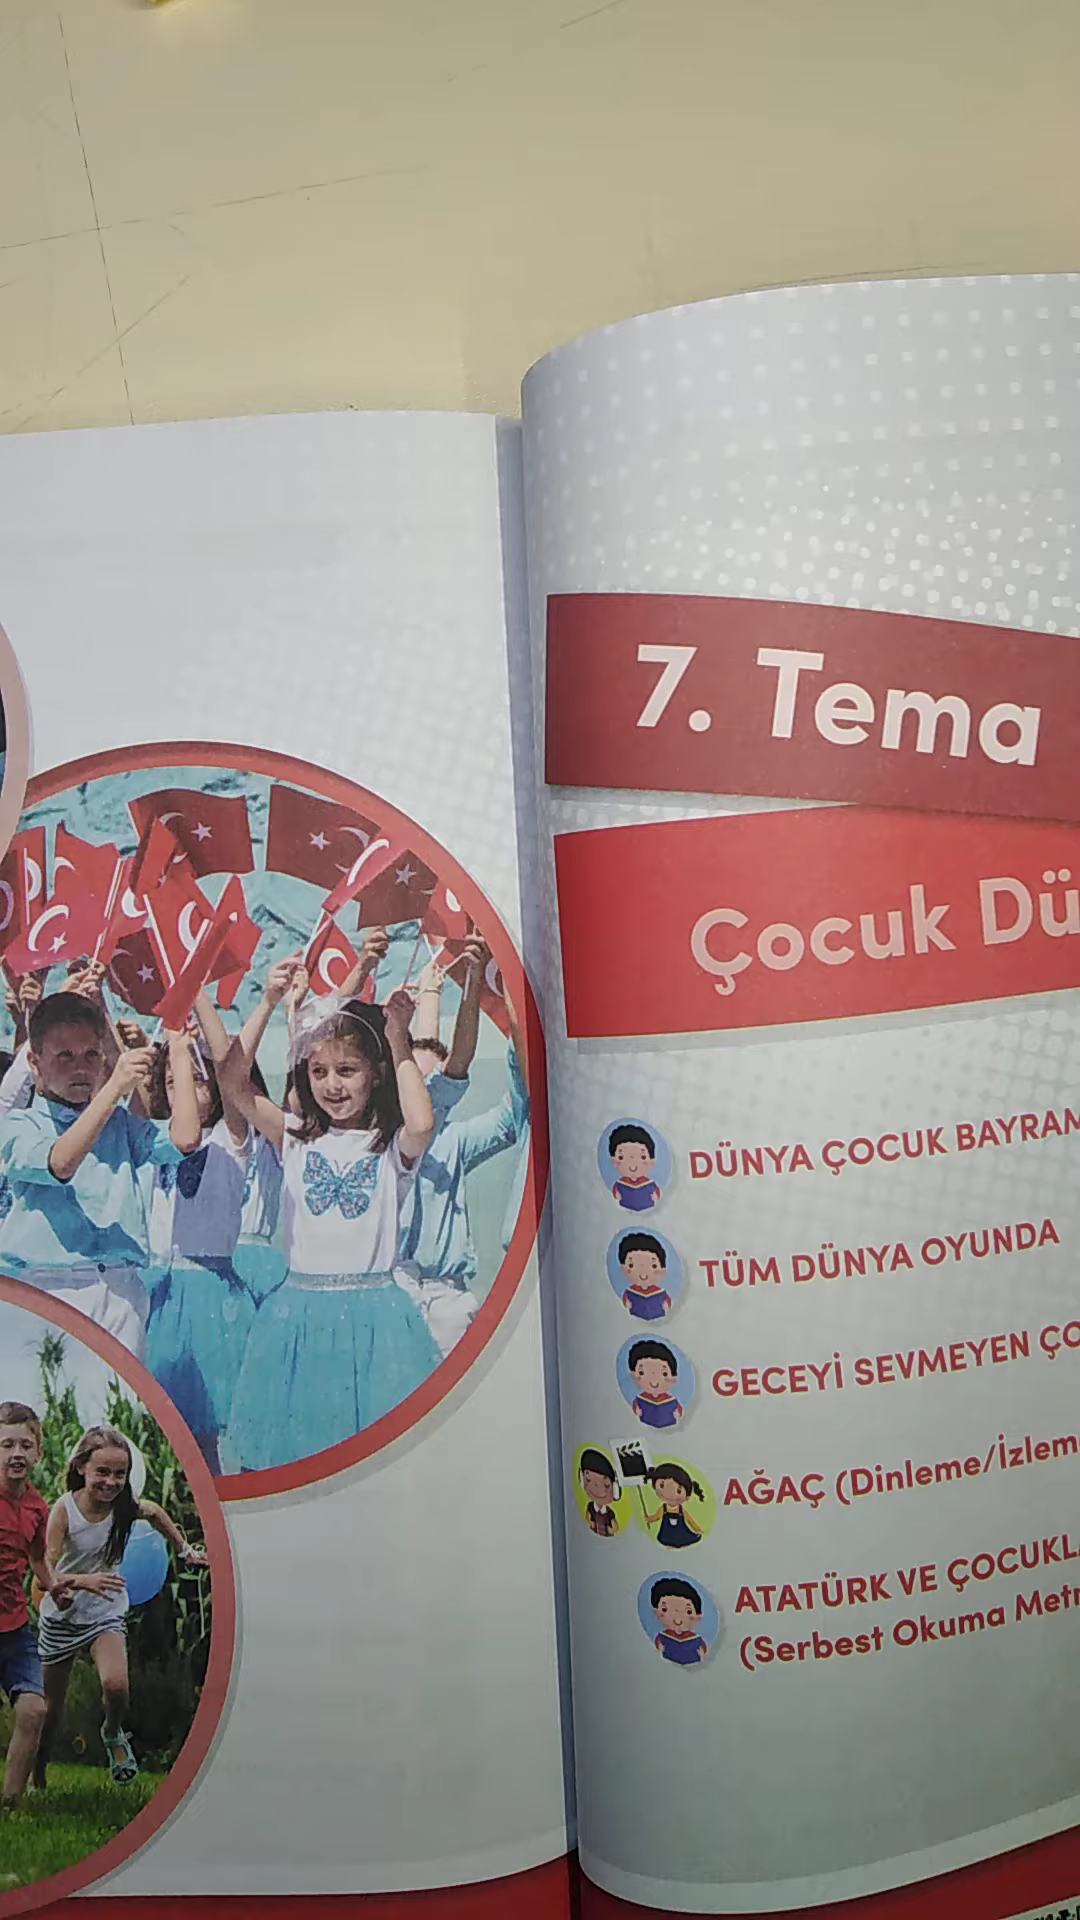 7. Tema
Çocuk Dü
DÜNYA ÇOCUK BAYRAM
TÜM DÜNYA OYUNDA
GECEYİ SEVMEYEN ÇO
AĞAÇ (Dinleme/İzlem
ATATÜRK VE ÇOCUKL
(Serbest Okuma Met